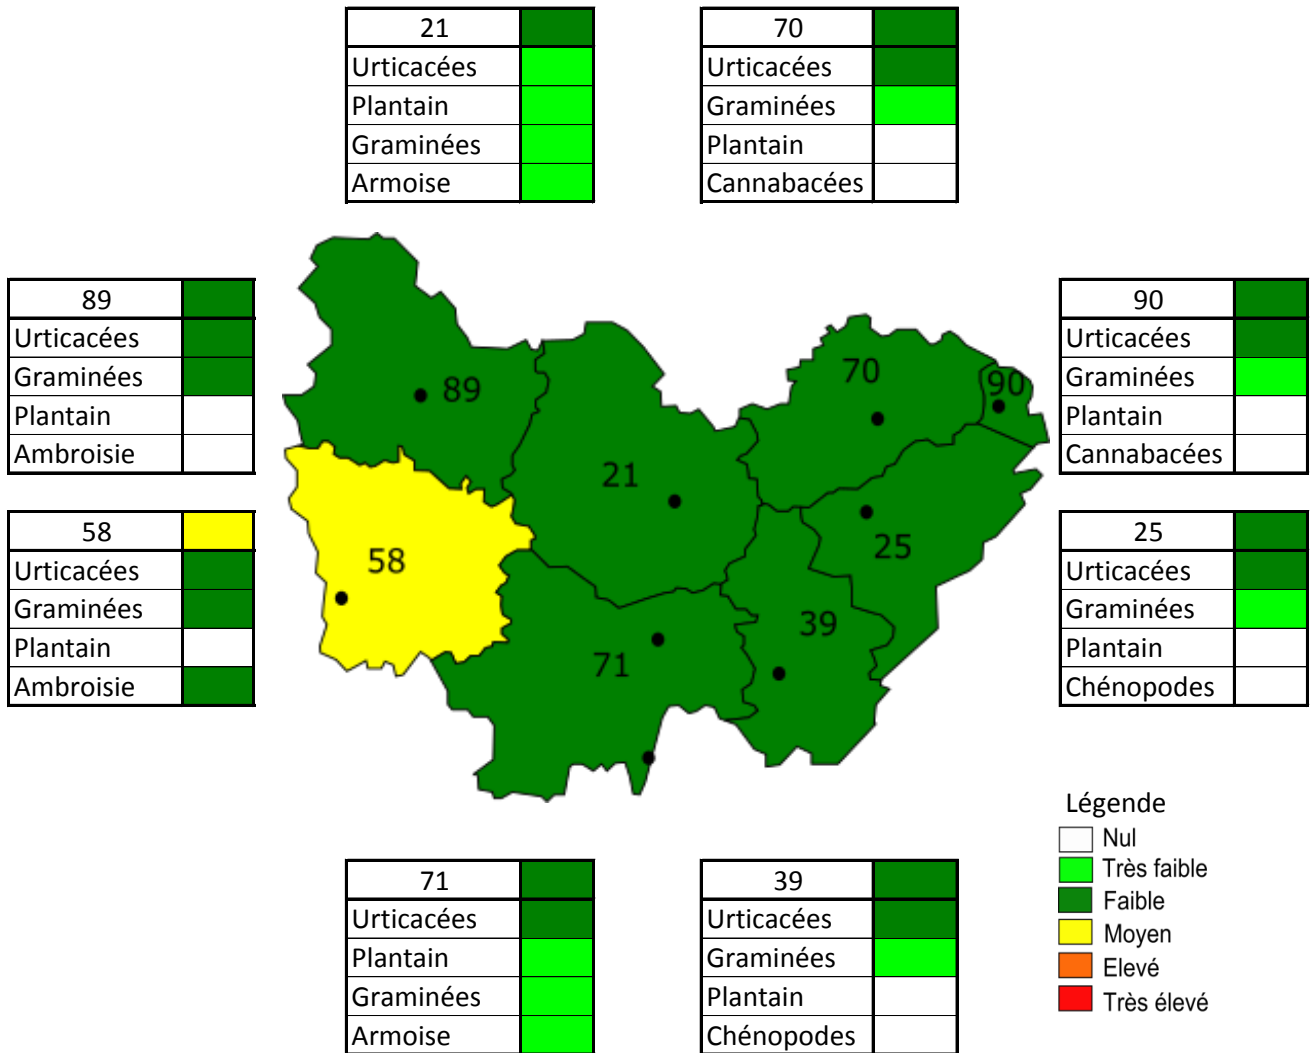 21
Urticacées
Plantain
Graminées
Armoise
70
Urticacées
Graminées
Plantain
Cannabacées
89
Urticacées
Graminées
Plantain
Ambroisie
58
Urticacées
Graminées
Plantain
Ambroisie
89
21
70
90
58
25
39
71
90
Urticacées
Graminées
Plantain
Cannabacées
25
Urticacées
Graminées
Plantain
Chénopodes
71
Urticacées
Plantain
Graminées
Armoise
39
Urticacées
Graminées
Plantain
Chénopodes
Légende
Nul
Très faible
Faible
Moyen
Elevé
Très élevé